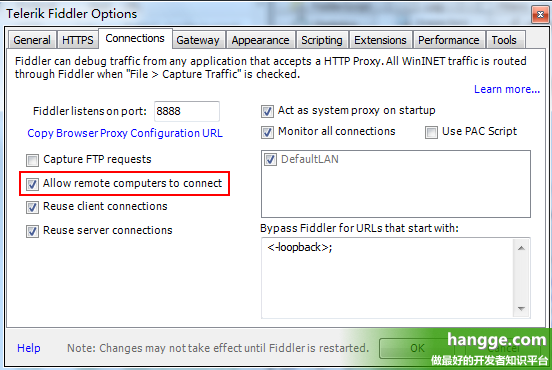 Telerik Fiddler Options
General HTTPS Connections Gateway Appearance Scripting Extensions Performance Tools
Fiddler can debug traffic from any application that accepts a HTTP Proxy. All WinINET traffic is routed
through Fiddler when "File > Capture Traffic" is checked.
Learn more...
Fiddler listens on port: 8888
Copy Browser Proxy Configuration URL
Capture FTP requests
Allow remote computers to connect
Reuse client connections
Reuse server connections
Act as system proxy on startup
Monitor all connections Use PAC Script
DefaultLAN
Bypass Fiddler for URLs that start with:
<-loopback>;
Help Note: Changes may not take effect until Fiddler is restarted. OK
hangge.com
做最好的开发者知识平台